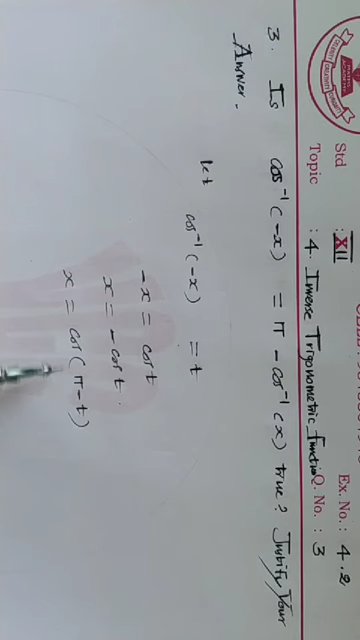 Std : XII Ex. No.: 4.2
Topic : 4. Inverse Trigonometric Function Q. No. : 3
3. Is cos⁻¹(-x) = π - cos⁻¹(x) true? Justify Your
Answer.
let cos⁻¹(-x) = t
-x = cos t
x = -cos t.
x = cos(π-t)